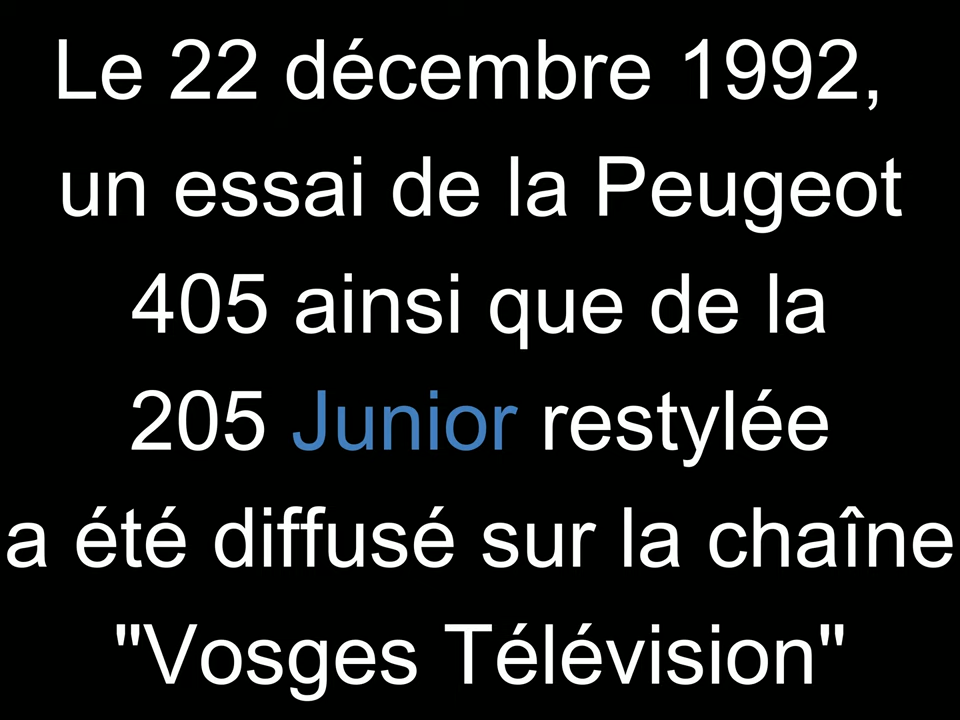 Le 22 décembre 1992,
un essai de la Peugeot
405 ainsi que de la
205 Junior restylée
a été diffusé sur la chaîne
"Vosges Télévision"